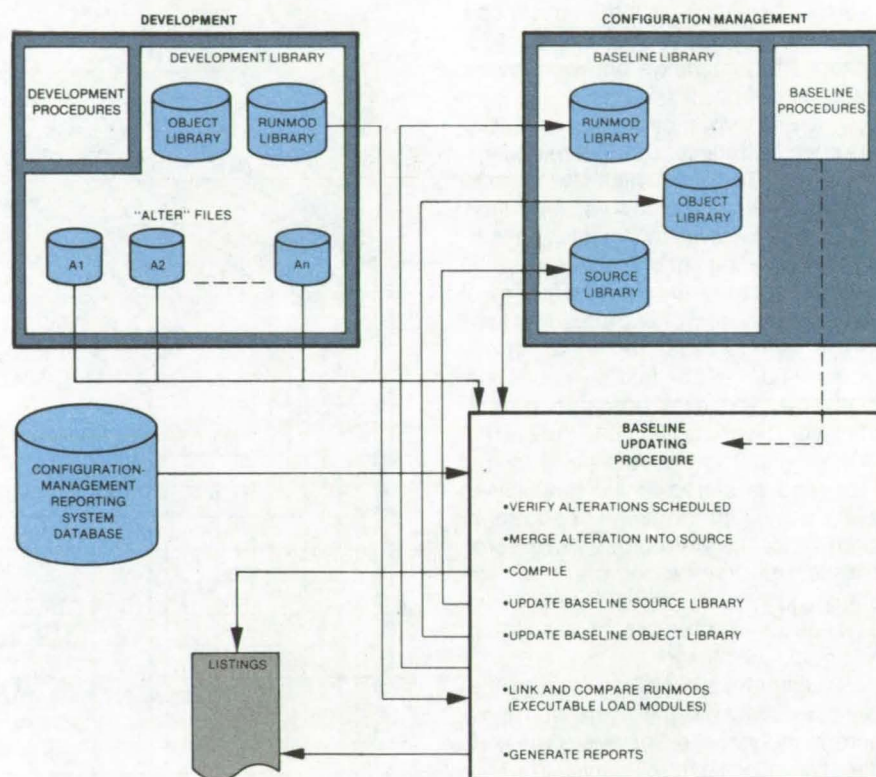 DEVELOPMENT
DEVELOPMENT
PROCEDURES
DEVELOPMENT LIBRARY
OBJECT
LIBRARY
RUNMOD
LIBRARY
"ALTER" FILES
A1
A2
An
CONFIGURATION MANAGEMENT
BASELINE LIBRARY
RUNMOD
LIBRARY
OBJECT
LIBRARY
SOURCE
LIBRARY
BASELINE
PROCEDURES
CONFIGURATION-
MANAGEMENT
REPORTING
SYSTEM
DATABASE
BASELINE
UPDATING
PROCEDURE
•VERIFY ALTERATIONS SCHEDULED
•MERGE ALTERATION INTO SOURCE
•COMPILE
•UPDATE BASELINE SOURCE LIBRARY
•UPDATE BASELINE OBJECT LIBRARY
•LINK AND COMPARE RUNMODS
(EXECUTABLE LOAD MODULES)
•GENERATE REPORTS
LISTINGS